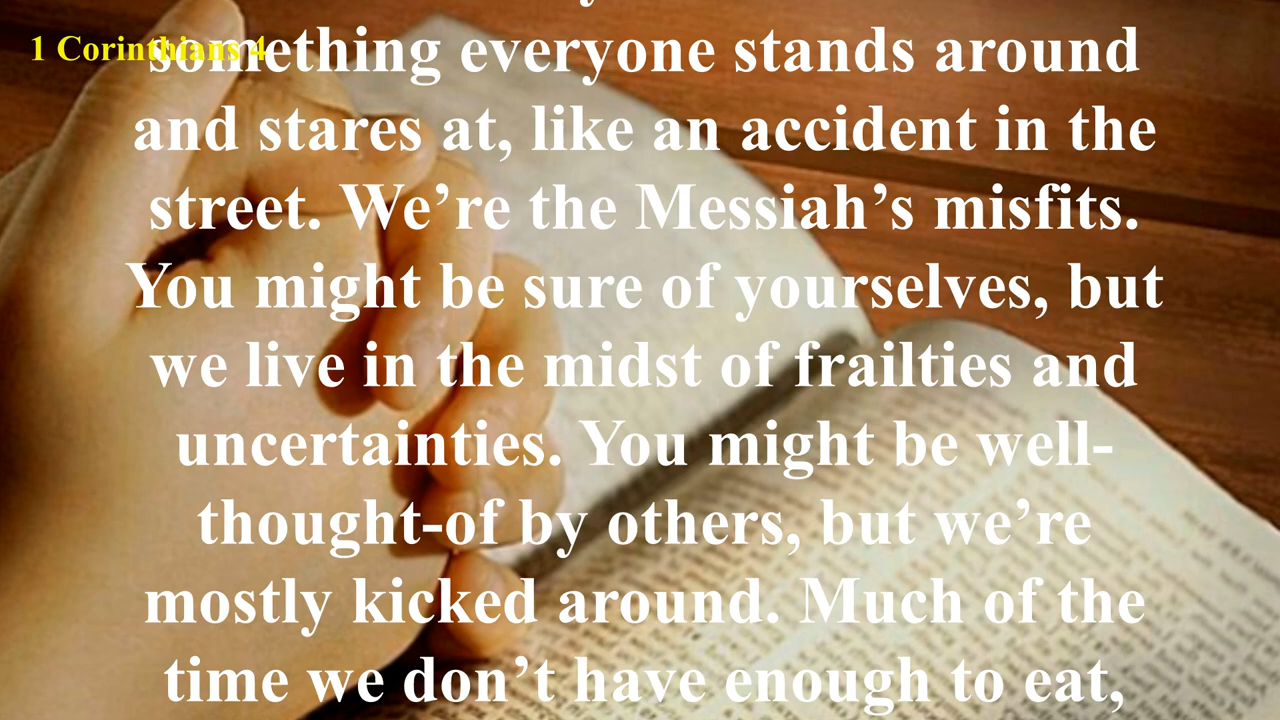 1 Corinthians 4
something everyone stands around
and stares at, like an accident in the
street. We’re the Messiah’s misfits.
You might be sure of yourselves, but
we live in the midst of frailties and
uncertainties. You might be well-
thought-of by others, but we’re
mostly kicked around. Much of the
time we don’t have enough to eat,